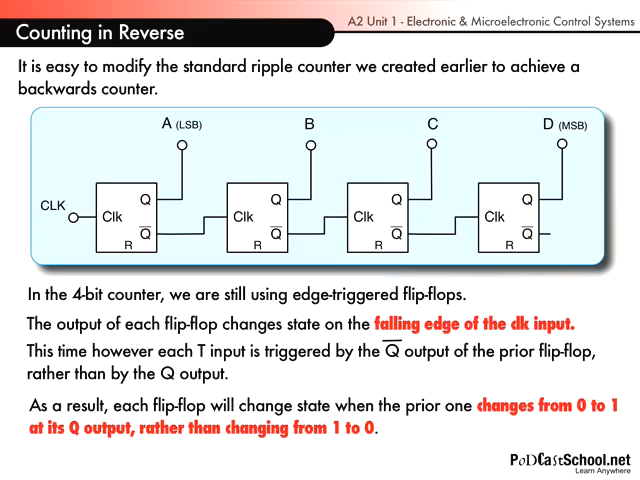 A2 Unit 1 - Electronic & Microelectronic Control Systems
Counting in Reverse
It is easy to modify the standard ripple counter we created earlier to achieve a
backwards counter.
A (LSB) B C D (MSB)
CLK
Q Q Q Q
Clk Clk Clk Clk
Q̅ Q̅ Q̅ Q̅
R R R R
In the 4-bit counter, we are still using edge-triggered flip-flops.
The output of each flip-flop changes state on the falling edge of the clk input.
This time however each T input is triggered by the Q̅ output of the prior flip-flop,
rather than by the Q output.
As a result, each flip-flop will change state when the prior one changes from 0 to 1
at its Q output, rather than changing from 1 to 0.
PoDCastSchool.net
Learn Anywhere